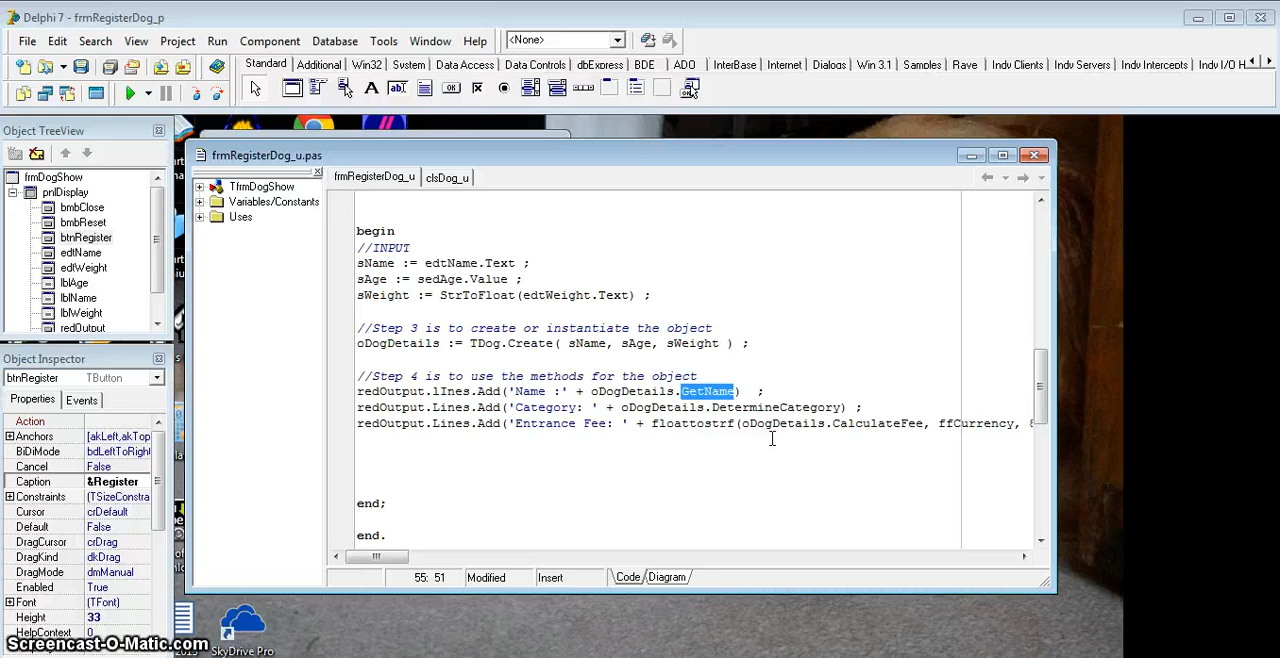 Delphi 7 - frmRegisterDog_p
File Edit Search View Project Run Component Database Tools Window Help <None>
Standard Additional Win32 System Data Access Data Controls dbExpress BDE ADO InterBase Internet Dialogs Win 3.1 Samples Rave Indy Clients Indy Servers Indy Intercepts Indy I/O H
Object TreeView
frmDogShow
pnlDisplay
bmbClose
bmbReset
btnRegister
edtName
edtWeight
lblAge
lblName
lblWeight
redOutput
Object Inspector
btnRegister TButton
Properties Events
Action
Anchors [akLeft,akTop
BiDiMode bdLeftToRigh
Cancel False
Caption &Register
Constraints (TSizeConstra
Cursor crDefault
Default False
DragCursor crDrag
DragKind dkDrag
DragMode dmManual
Enabled True
Font (TFont)
Height 33
HelpContext 0
frmRegisterDog_u.pas
TfrmDogShow
Variables/Constants
Uses
frmRegisterDog_u clsDog_u
begin
//INPUT
sName := edtName.Text ;
sAge := sedAge.Value ;
sWeight := StrToFloat(edtWeight.Text) ;
//Step 3 is to create or instantiate the object
oDogDetails := TDog.Create( sName, sAge, sWeight ) ;
//Step 4 is to use the methods for the object
redOutput.lInes.Add('Name :' + oDogDetails.GetName) ;
redOutput.Lines.Add('Category: ' + oDogDetails.DetermineCategory) ;
redOutput.Lines.Add('Entrance Fee: ' + floattostrf(oDogDetails.CalculateFee, ffCurrency,
end;
end.
55: 51 Modified Insert Code Diagram
SkyDrive Pro
Screencast-O-Matic.com